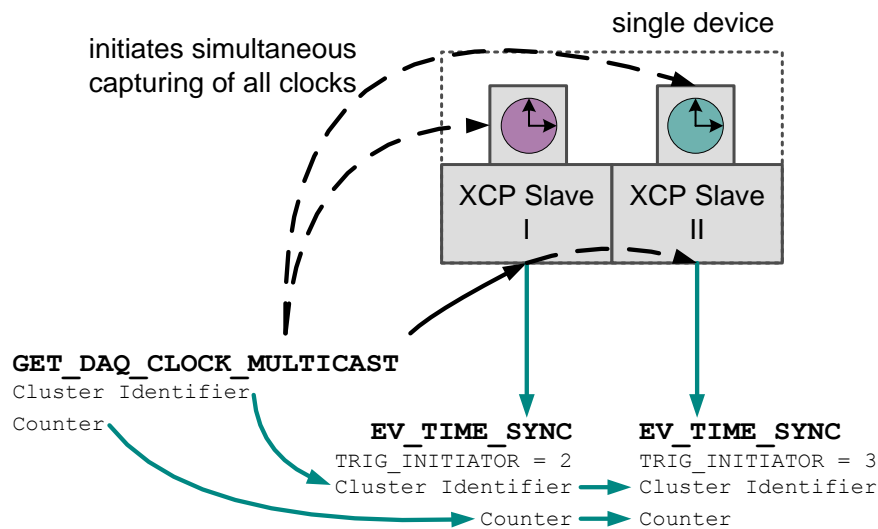 single device
initiates simultaneous
capturing of all clocks
XCP Slave
I
XCP Slave
II
GET_DAQ_CLOCK_MULTICAST
Cluster Identifier
Counter
EV_TIME_SYNC
TRIG_INITIATOR = 2
Cluster Identifier
Counter
EV_TIME_SYNC
TRIG_INITIATOR = 3
Cluster Identifier
Counter